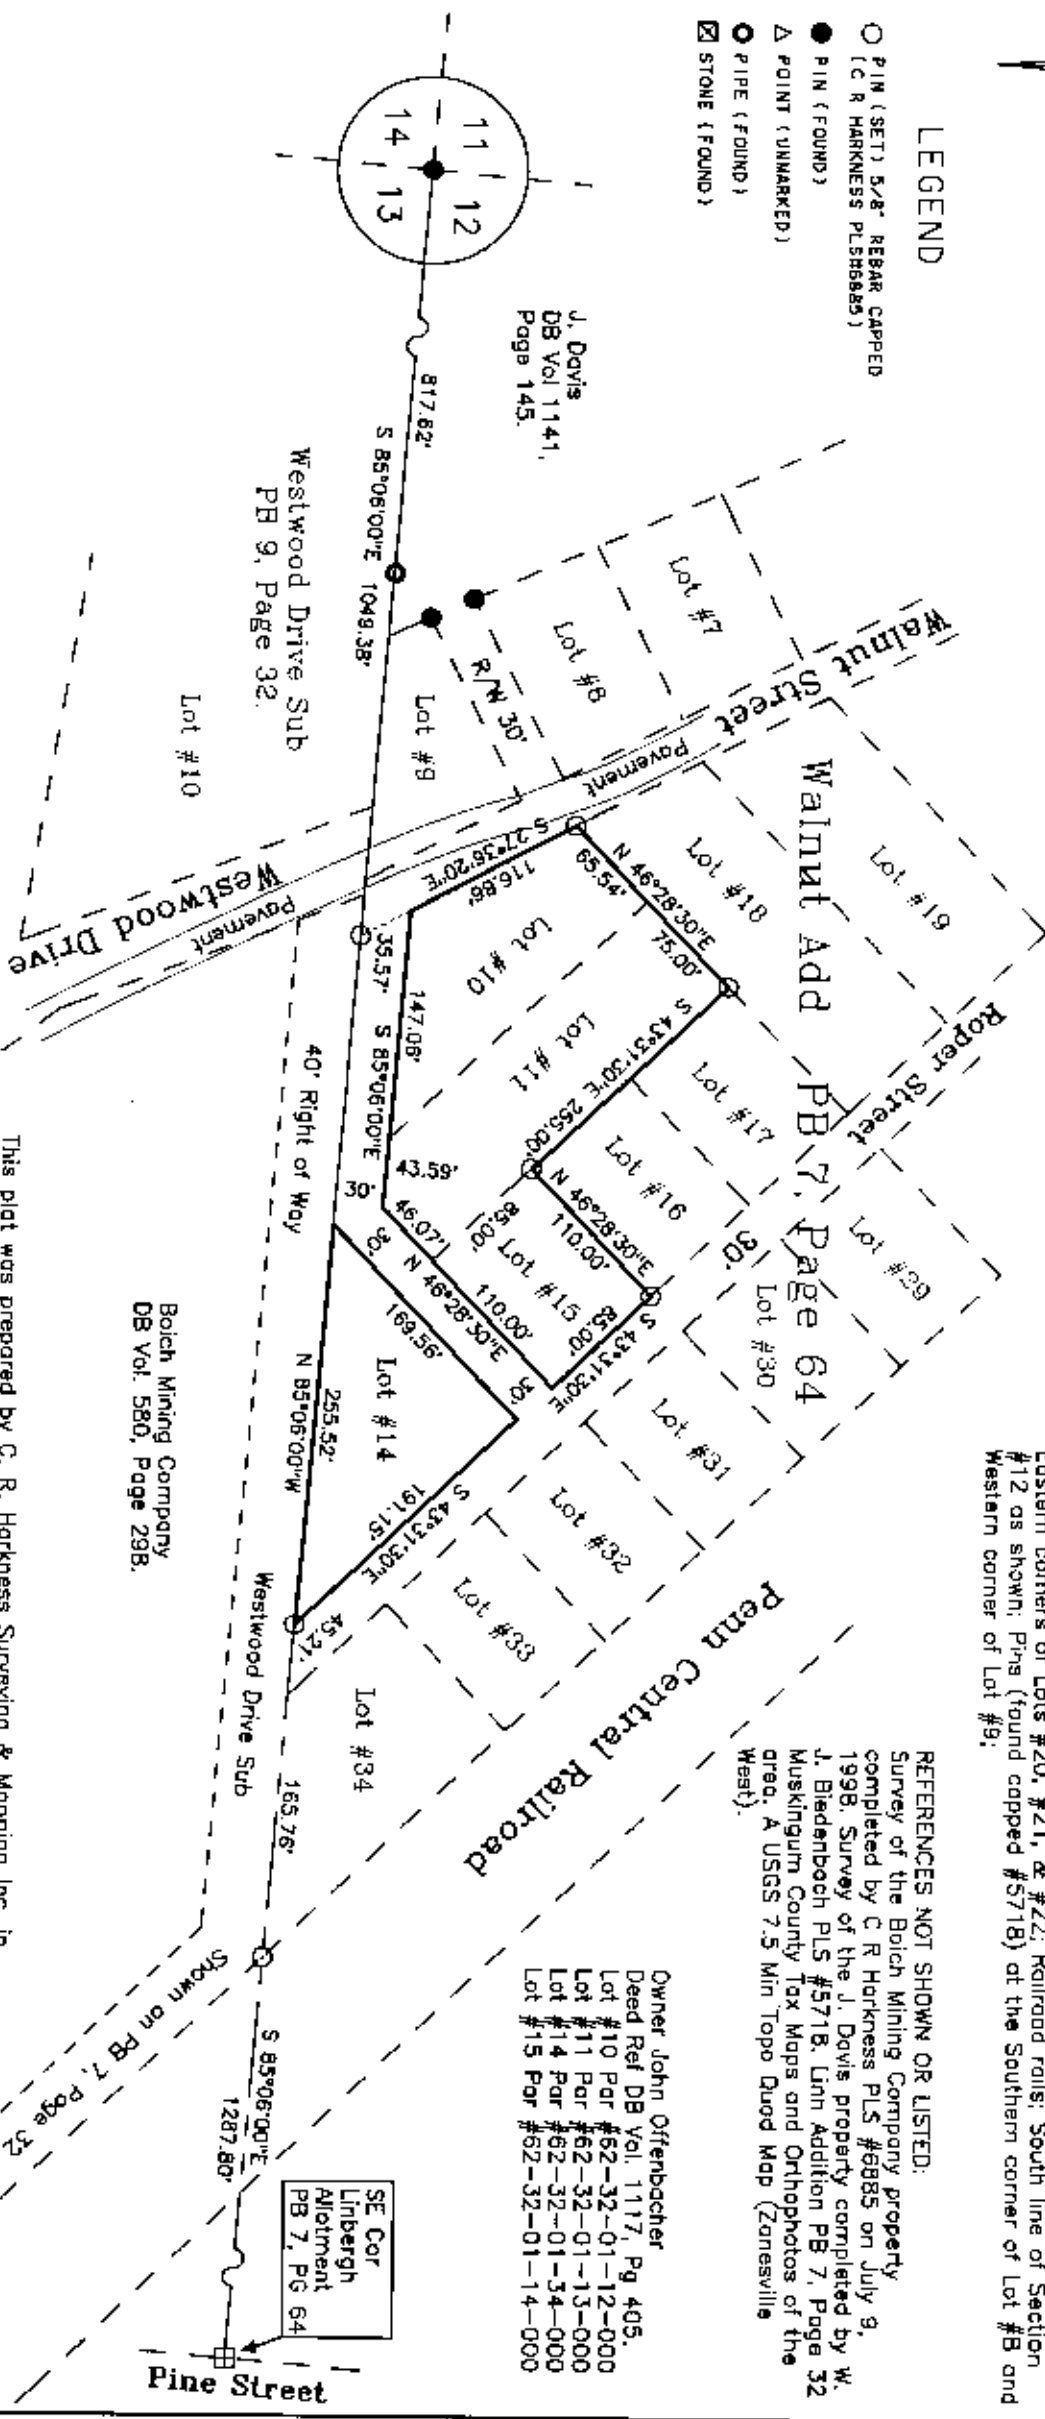 LEGEND
PIN (SET) 5/8" REBAR CAPPED
(C R HARKNESS PLS#6885)
PIN (FOUND)
POINT (UNMARKED)
PIPE (FOUND)
STONE (FOUND)
11
12
14
13
J. Davis
DB Vol 1141,
Page 145.
817.62'
S 85°06'00"E 1049.38'
Westwood Drive Sub
PB 9, Page 32.
Lot #10
Lot #9
R/W 30'
Lot #8
Lot #7
Walnut Street
Pavement
Westwood Drive
Pavement
Walnut Add PB 7, Page 64
Lot #19
Lot #18
Lot #17
Lot #16
Lot #15
Lot #10
Lot #11
Roper Street
30'
Lot #29
Lot #30
Lot #31
Lot #32
Lot #33
Lot #34
Lot #14
N 46°28'30"E
65.54'
75.00'
S 43°31'30"E 255.00'
N 46°28'30"E
110.00'
85.00'
85.00'
S 43°31'30"E
S 27°36'20"E
116.86'
147.06'
35.57'
S 85°06'00"E
43.59'
30'
46.07'
110.00'
N 46°28'30"E
30'
30'
169.56'
S 43°31'30"E
191.15'
255.52'
N 85°06'00"W
45.21'
40' Right of Way
Westwood Drive Sub
165.76'
S 85°06'00"E
1287.80'
Boich Mining Company
DB Vol. 580, Page 298.
Penn Central Railroad
Shown on PB 7, Page 32
SE Cor
Linbergh
Allotment
PB 7, PG 64
Pine Street
Eastern corners of Lots #20, #21, & #22; Railroad rails; South line of Section
#12 as shown; Pins (found capped #5718) at the Southern corner of Lot #8 and
Western corner of Lot #9;
REFERENCES NOT SHOWN OR LISTED:
Survey of the Boich Mining Company property
completed by C R Harkness PLS #6885 on July 9,
1998. Survey of the J. Davis property completed by W.
J. Biedenbach PLS #5718. Linn Addition PB 7, Page 32
Muskingum County Tax Maps and Orthophotos of the
area. A USGS 7.5 Min Topo Quad Map (Zanesville
West).
Owner John Offenbacher
Deed Ref DB Vol. 1117, Pg 405.
Lot #10 Par #62-32-01-12-000
Lot #11 Par #62-32-01-13-000
Lot #14 Par #62-32-01-34-000
Lot #15 Par #62-32-01-14-000
This plat was prepared by C. R. Harkness Surveying & Mapping Inc. in